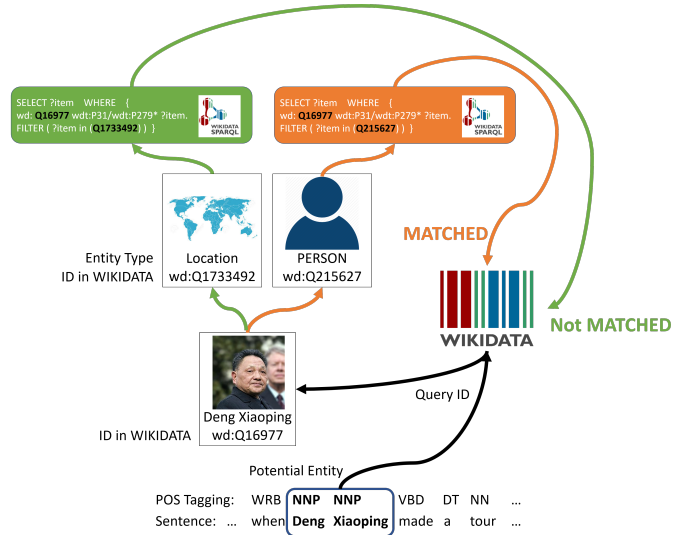 SELECT ?item WHERE {
wd: Q16977 wdt:P31/wdt:P279* ?item.
FILTER ( ?item in (Q1733492) ) }
WIKIDATA
SPARQL
SELECT ?item WHERE {
wd: Q16977 wdt:P31/wdt:P279* ?item.
FILTER ( ?item in (Q215627) ) }
WIKIDATA
SPARQL
Entity Type
ID in WIKIDATA
Location
wd:Q1733492
PERSON
wd:Q215627
MATCHED
Not MATCHED
WIKIDATA
Query ID
Deng Xiaoping
wd:Q16977
ID in WIKIDATA
Potential Entity
POS Tagging: WRB NNP NNP VBD DT NN ...
Sentence: ... when Deng Xiaoping made a tour ...